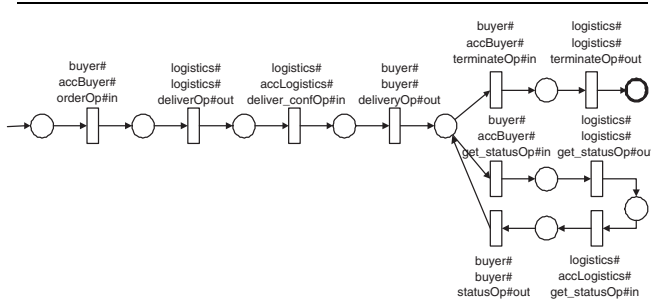 buyer#
accBuyer#
orderOp#in
logistics#
logistics#
deliverOp#out
logistics#
accLogistics#
deliver_confOp#in
buyer#
buyer#
deliveryOp#out
buyer#
accBuyer#
terminateOp#in
logistics#
logistics#
terminateOp#out
buyer#
accBuyer#
get_statusOp#in
logistics#
logistics#
get_statusOp#out
buyer#
buyer#
statusOp#out
logistics#
accLogistics#
get_statusOp#in